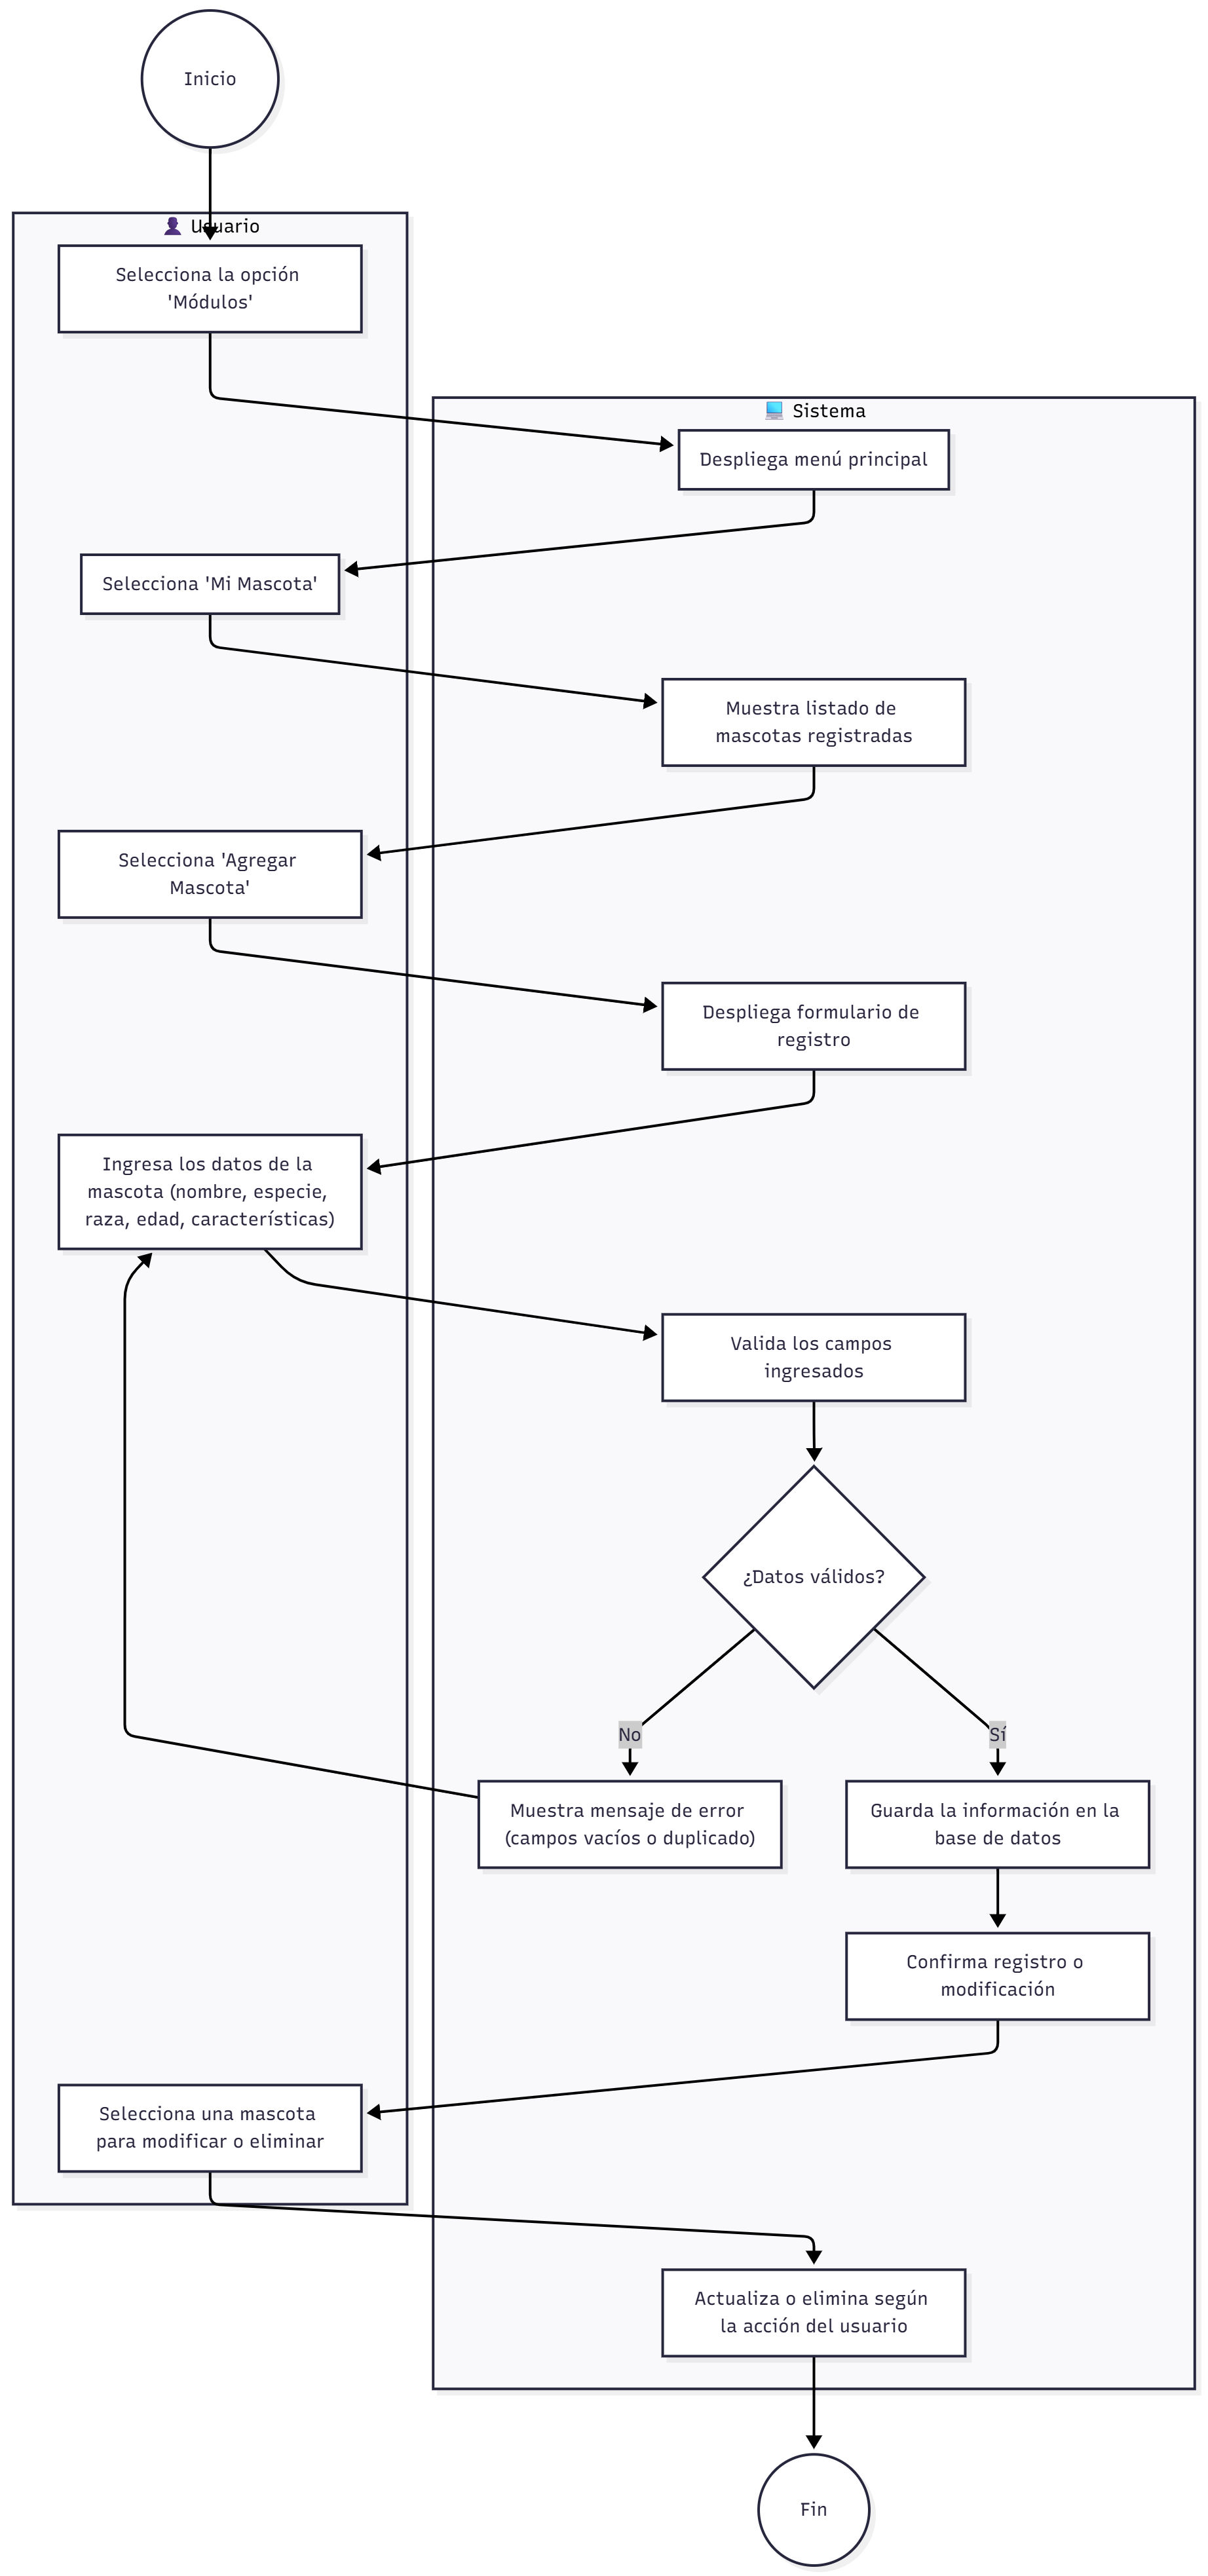 Inicio
Usuario
Selecciona la opción
'Módulos'
Sistema
Despliega menú principal
Selecciona 'Mi Mascota'
Muestra listado de
mascotas registradas
Selecciona 'Agregar
Mascota'
Despliega formulario de
registro
Ingresa los datos de la
mascota (nombre, especie,
raza, edad, características)
Valida los campos
ingresados
¿Datos válidos?
No
Sí
Muestra mensaje de error
(campos vacíos o duplicado)
Guarda la información en la
base de datos
Confirma registro o
modificación
Selecciona una mascota
para modificar o eliminar
Actualiza o elimina según
la acción del usuario
Fin